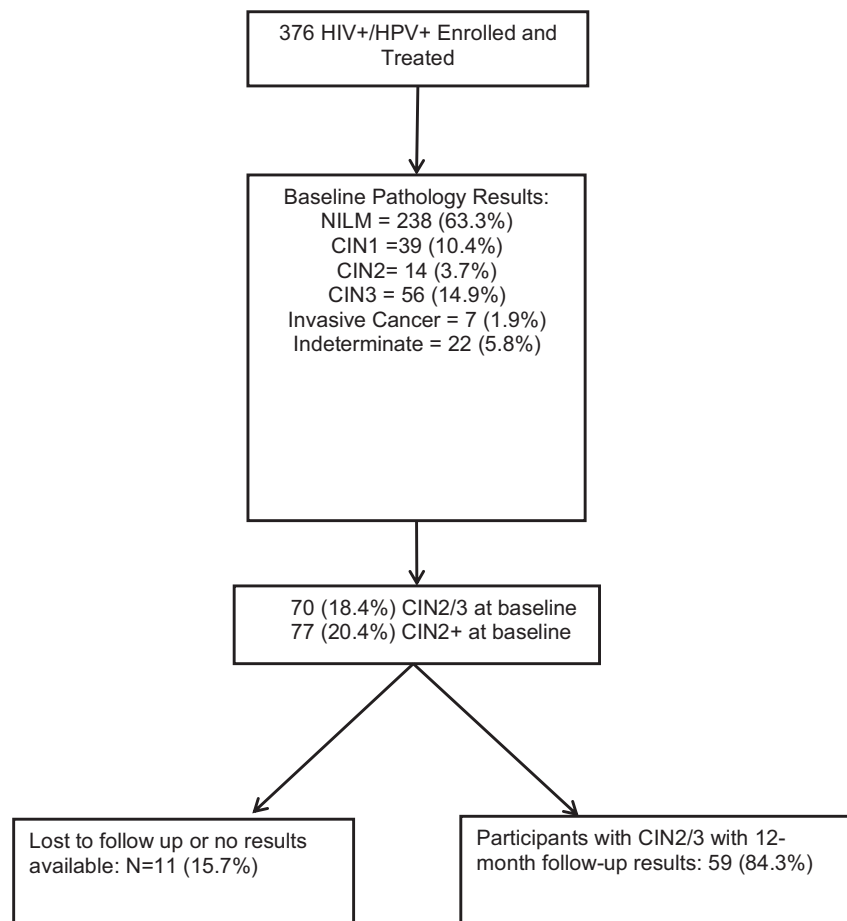 376 HIV+/HPV+ Enrolled and
Treated
Baseline Pathology Results:
NILM = 238 (63.3%)
CIN1 =39 (10.4%)
CIN2= 14 (3.7%)
CIN3 = 56 (14.9%)
Invasive Cancer = 7 (1.9%)
Indeterminate = 22 (5.8%)
70 (18.4%) CIN2/3 at baseline
77 (20.4%) CIN2+ at baseline
Lost to follow up or no results
available: N=11 (15.7%)
Participants with CIN2/3 with 12-
month follow-up results: 59 (84.3%)